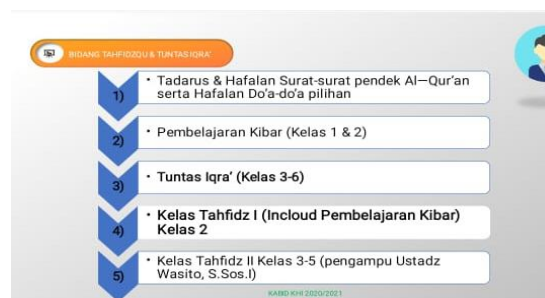 BIDANG TAHFIDZQU & TUNTAS IQRA'
1)
• Tadarus & Hafalan Surat-surat pendek Al—Qur'an
serta Hafalan Do'a-do'a pilihan
2)
• Pembelajaran Kibar (Kelas 1 & 2)
3)
• Tuntas Iqra' (Kelas 3-6)
4)
• Kelas Tahfidz I (Incloud Pembelajaran Kibar)
Kelas 2
5)
• Kelas Tahfidz II Kelas 3-5 (pengampu Ustadz
Wasito, S.Sos.I)
KABID KHI 2020/2021